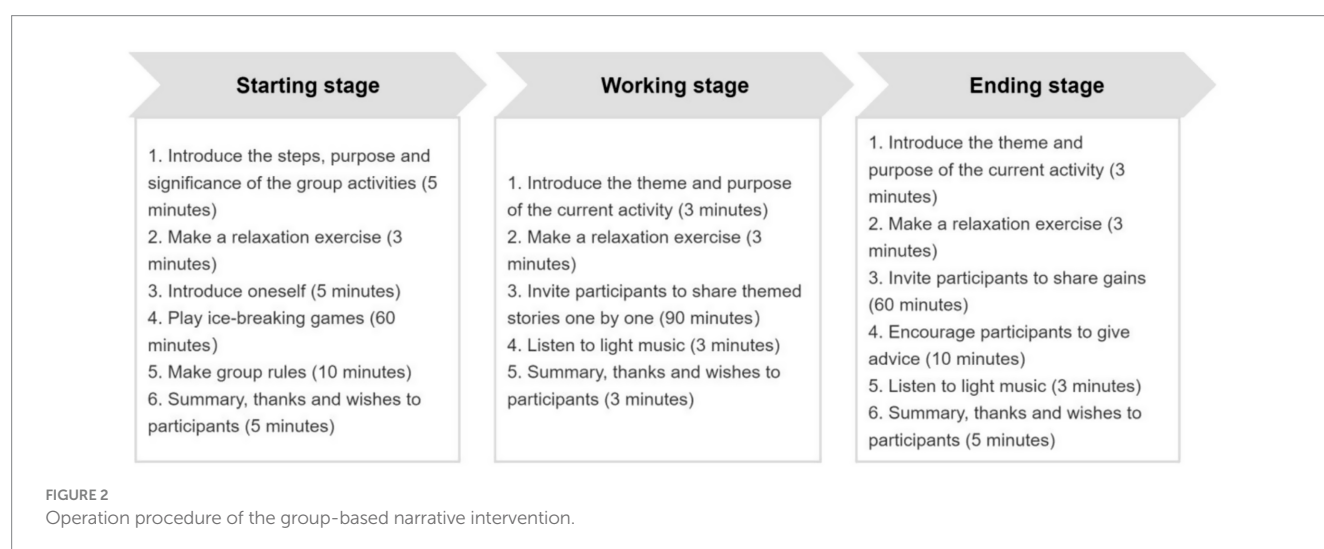 Starting stage
1. Introduce the steps, purpose and
significance of the group activities (5
minutes)
2. Make a relaxation exercise (3
minutes)
3. Introduce oneself (5 minutes)
4. Play ice-breaking games (60
minutes)
5. Make group rules (10 minutes)
6. Summary, thanks and wishes to
participants (5 minutes)
Working stage
1. Introduce the theme and purpose
of the current activity (3 minutes)
2. Make a relaxation exercise (3
minutes)
3. Invite participants to share themed
stories one by one (90 minutes)
4. Listen to light music (3 minutes)
5. Summary, thanks and wishes to
participants (3 minutes)
Ending stage
1. Introduce the theme and
purpose of the current activity (3
minutes)
2. Make a relaxation exercise (3
minutes)
3. Invite participants to share gains
(60 minutes)
4. Encourage participants to give
advice (10 minutes)
5. Listen to light music (3 minutes)
6. Summary, thanks and wishes to
participants (5 minutes)
FIGURE 2
Operation procedure of the group-based narrative intervention.